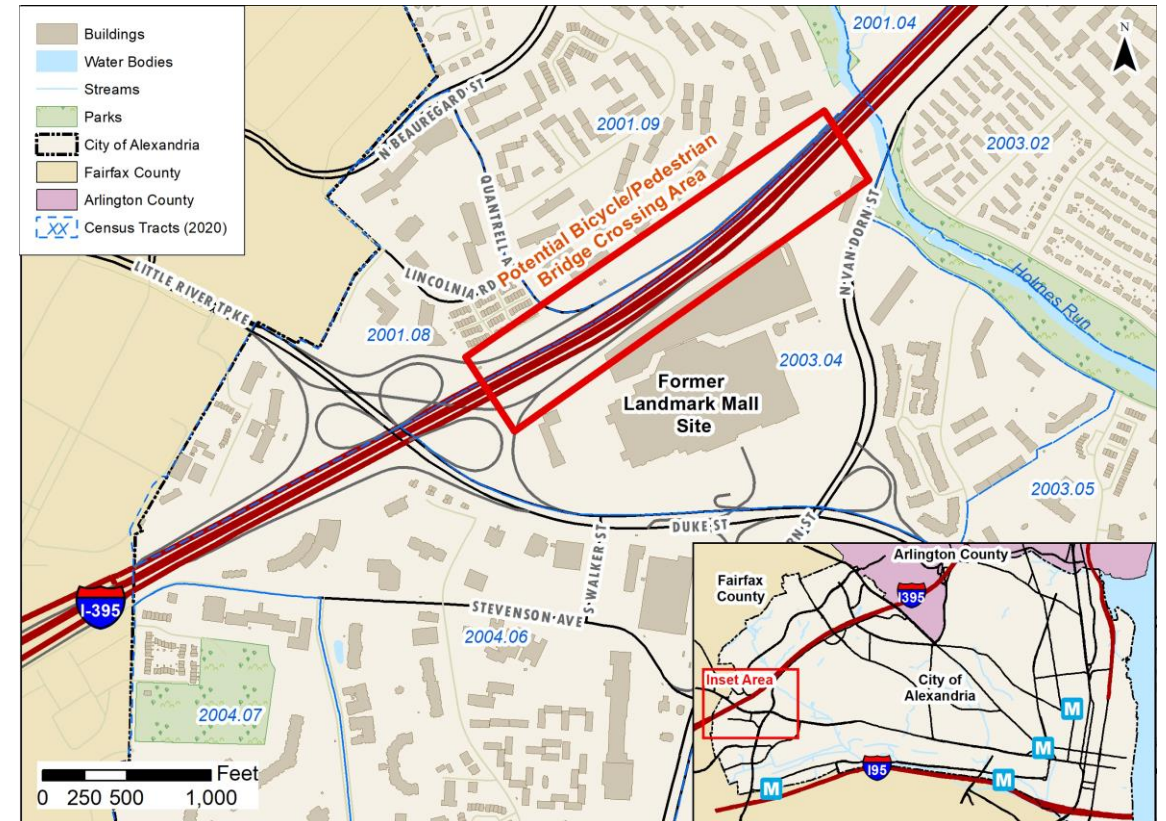 Buildings
Water Bodies
Streams
Parks
City of Alexandria
Fairfax County
Arlington County
XX Census Tracts (2020)
N
2001.04
N BEAUREGARD ST
2001.09
2003.02
QUANTRELL A
Potential Bicycle/Pedestrian
Bridge Crossing Area
LITTLE RIVER TPKE
LINCOLNIA RD
N VAN DORN ST
Holmes Run
2001.08
2003.04
Former
Landmark Mall
Site
2003.05
DUKE ST
RN ST
S WALKER ST
I-395
STEVENSON AVE
2004.06
2004.07
Feet
0 250 500 1,000
Arlington County
Fairfax
County
I395
City of
Alexandria
Inset Area
M
M
M
M
I95